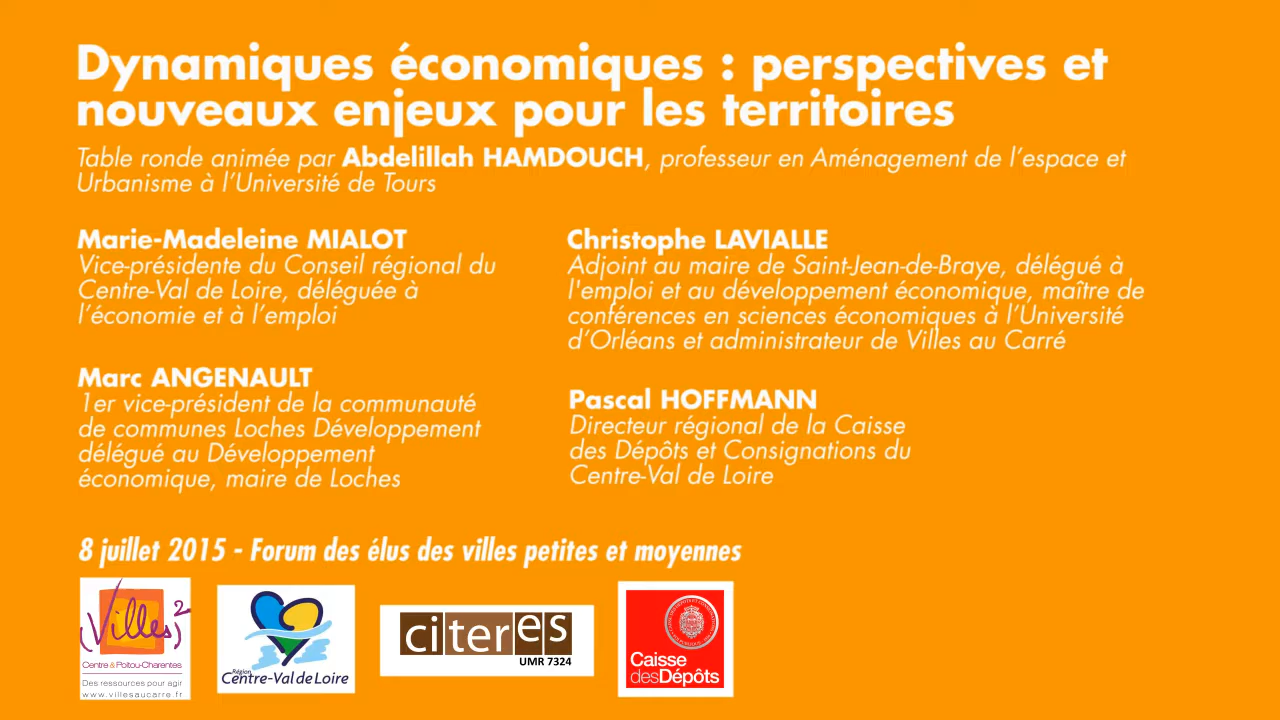 Dynamiques économiques : perspectives et
nouveaux enjeux pour les territoires
Table ronde animée par Abdelillah HAMDOUCH, professeur en Aménagement de l’espace et
Urbanisme à l’Université de Tours
Marie-Madeleine MIALOT
Vice-présidente du Conseil régional du
Centre-Val de Loire, déléguée à
l’économie et à l’emploi
Marc ANGENAULT
1er vice-président de la communauté
de communes Loches Développement
délégué au Développement
économique, maire de Loches
Christophe LAVIALLE
Adjoint au maire de Saint-Jean-de-Braye, délégué à
l'emploi et au développement économique, maître de
conférences en sciences économiques à l’Université
d’Orléans et administrateur de Villes au Carré
Pascal HOFFMANN
Directeur régional de la Caisse
des Dépôts et Consignations du
Centre-Val de Loire
8 juillet 2015 - Forum des élus des villes petites et moyennes
(Villes)2
Centre & Poitou-Charentes
Des ressources pour agir
www.villesaucarre.fr
Région
Centre-Val de Loire
citeres
UMR 7324
Caisse
desDépôts